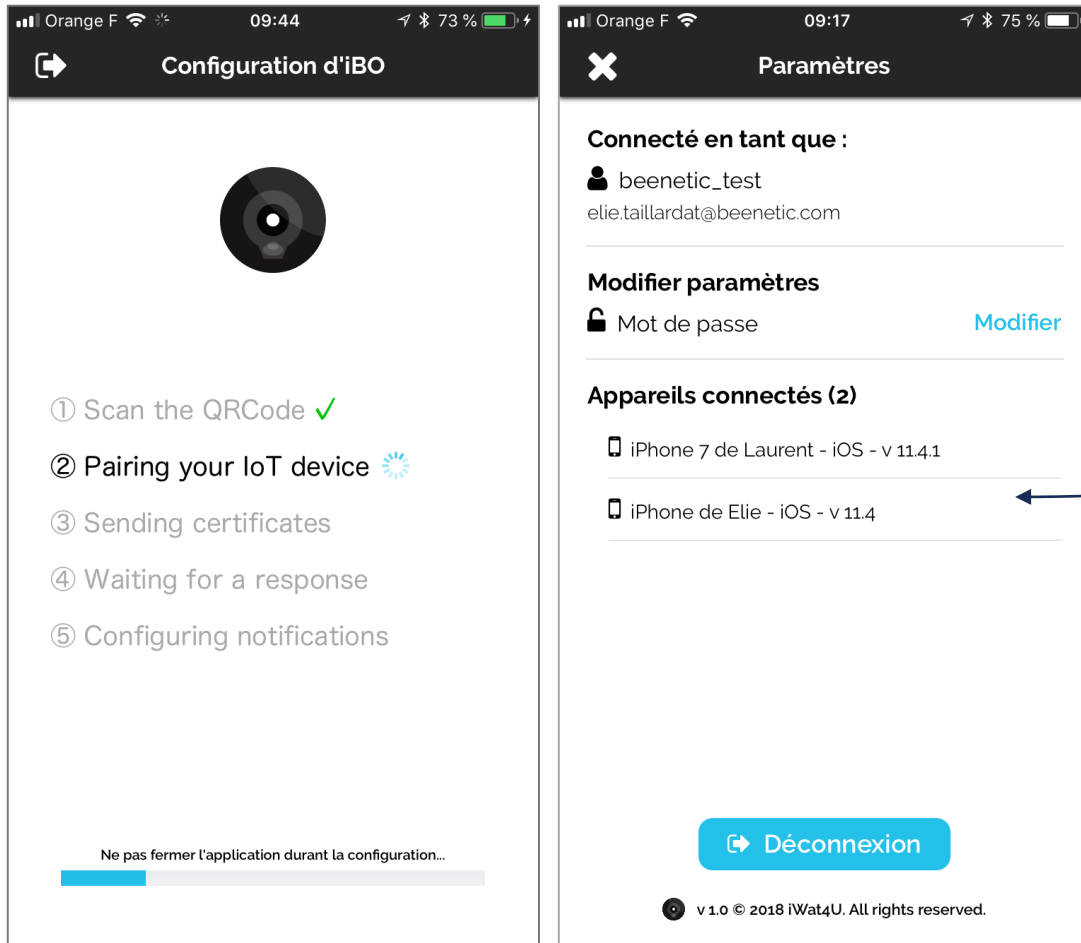 Orange F 09:44 73 %
Configuration d'iBO
① Scan the QRCode ✓
② Pairing your IoT device
③ Sending certificates
④ Waiting for a response
⑤ Configuring notifications
Ne pas fermer l'application durant la configuration...
Orange F 09:17 75 %
Paramètres
Connecté en tant que :
beenetic_test
elie.taillardat@beenetic.com
Modifier paramètres
Mot de passe Modifier
Appareils connectés (2)
iPhone 7 de Laurent - iOS - v 11.4.1
iPhone de Elie - iOS - v 11.4
Déconnexion
v 1.0 © 2018 iWat4U. All rights reserved.